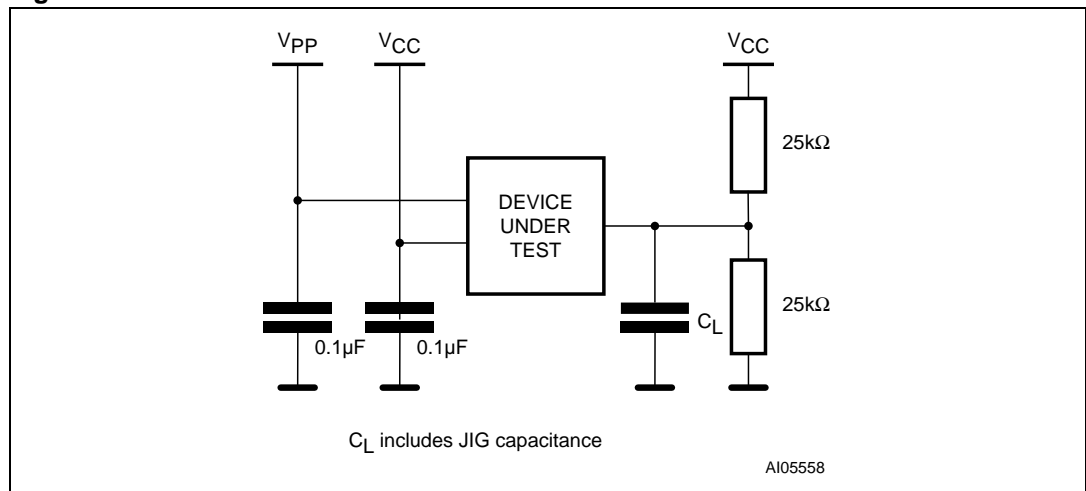 VPP
VCC
VCC
25kΩ
DEVICE
UNDER
TEST
CL
25kΩ
0.1µF
0.1µF
CL includes JIG capacitance
AI05558